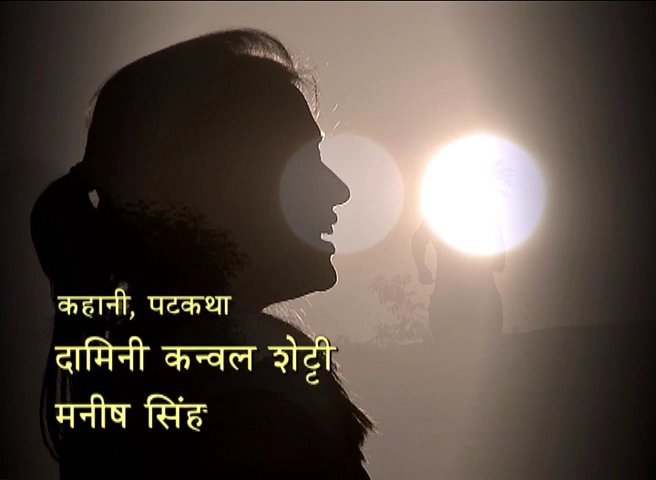 कहानी, पटकथा
दामिनी कन्वल शेट्टी
मनीष सिंह